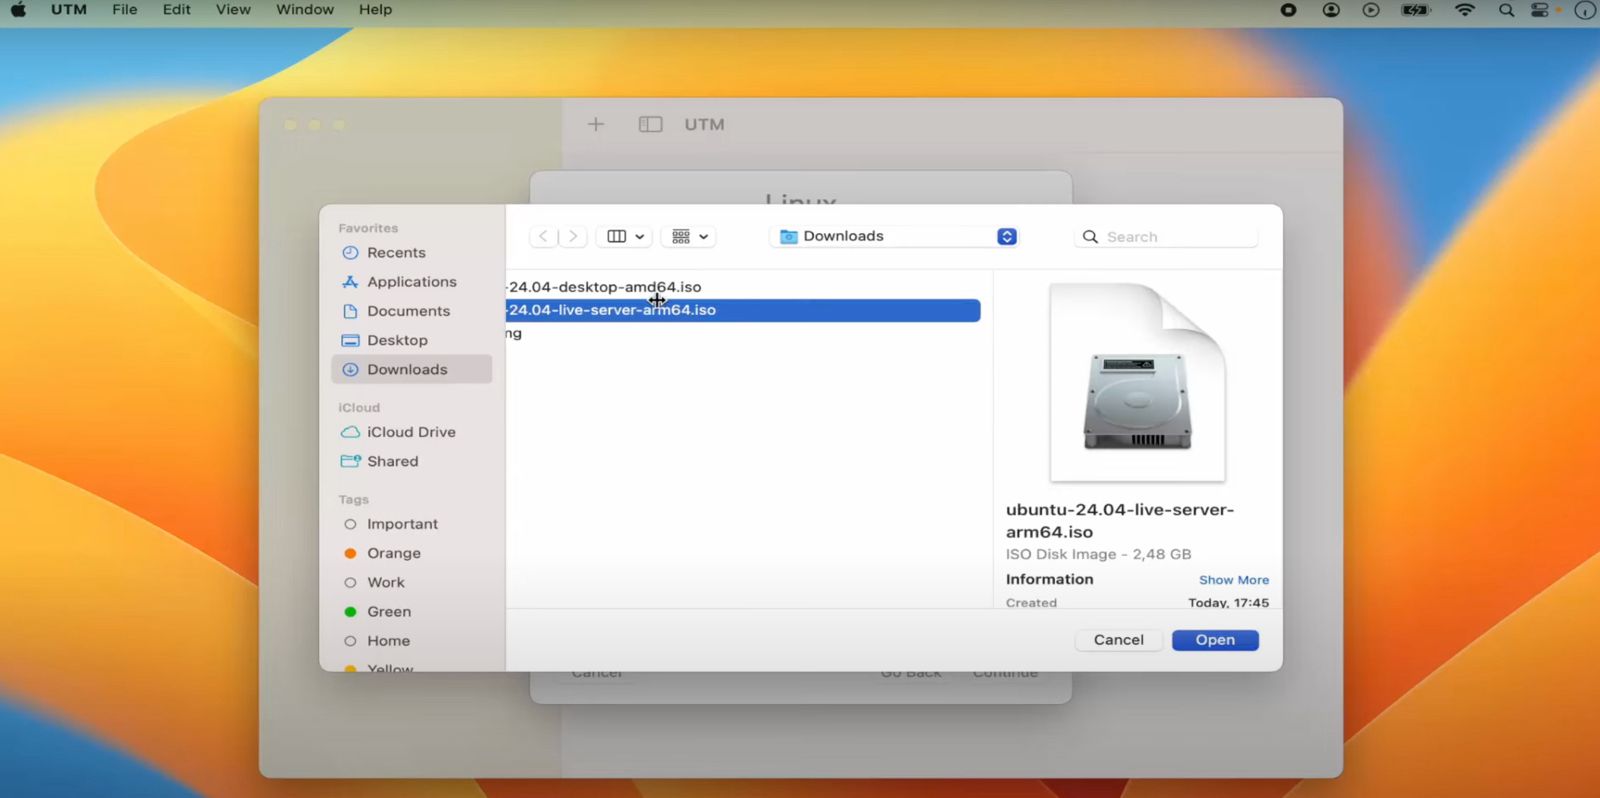 UTM File Edit View Window Help
UTM
Linux
Favorites
Recents
Applications
Documents
Desktop
Downloads
iCloud
iCloud Drive
Shared
Tags
Important
Orange
Work
Green
Home
Yellow
Downloads
Search
-24.04-desktop-amd64.iso
-24.04-live-server-arm64.iso
ng
ubuntu-24.04-live-server-
arm64.iso
ISO Disk Image - 2,48 GB
Information Show More
Created Today, 17:45
Cancel Open
Cancel Go Back Continue